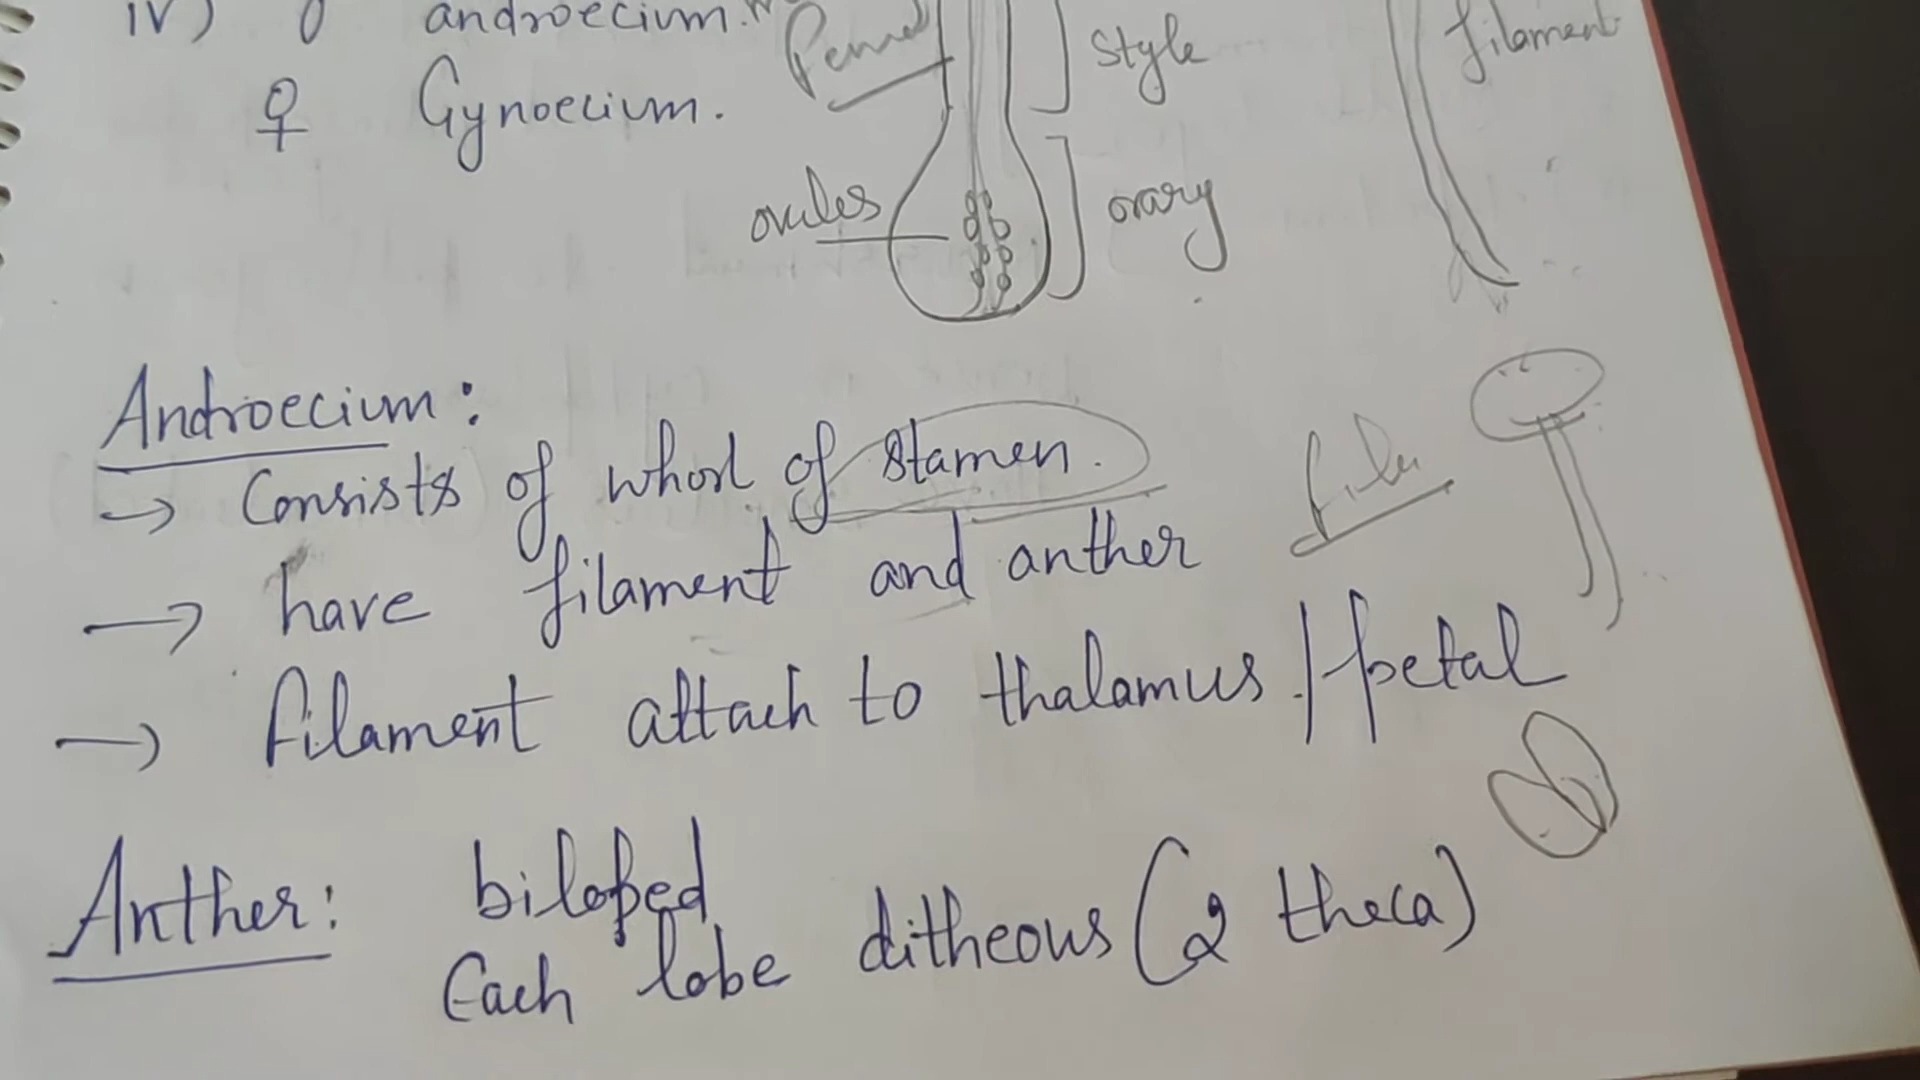 iv) androecium.
♀ Gynoecium.
style
filament
ovules
ovary
Androecium:
→ Consists of whorl of stamen.
→ have filament and anther
→ filament attach to thalamus / petal
Anther: bilobed
Each lobe ditheous (2 theca)